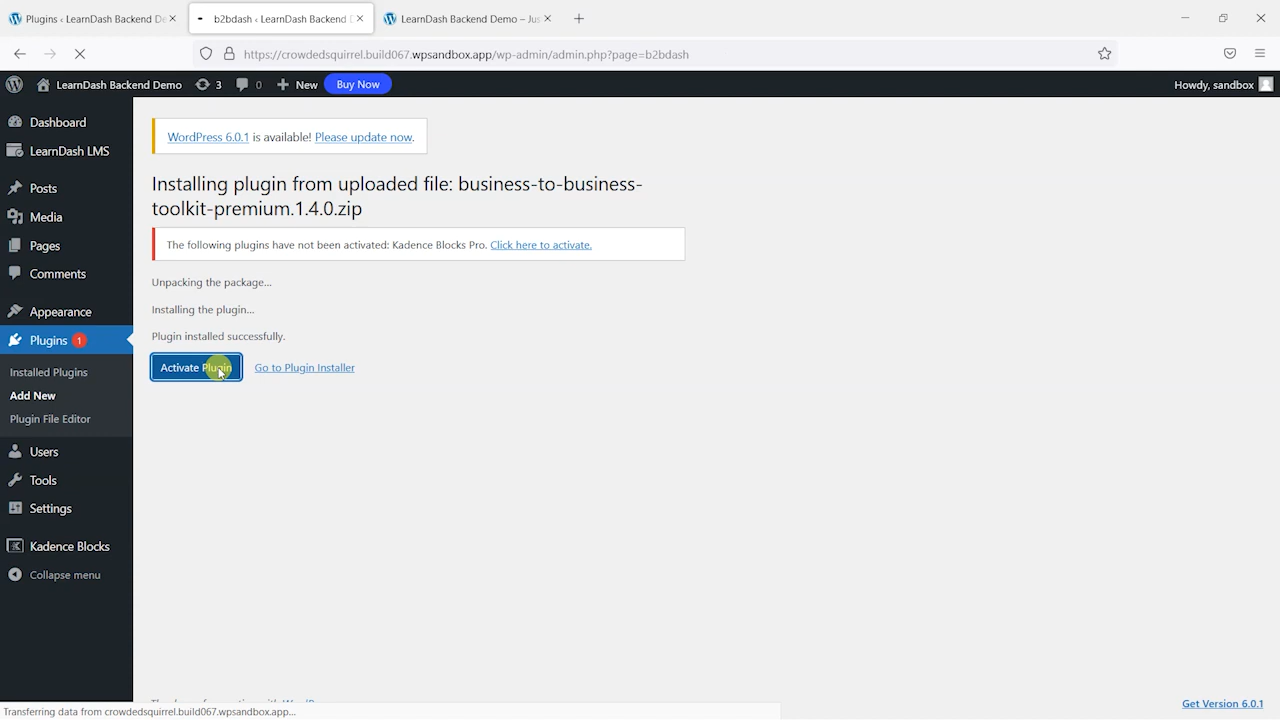 Plugins ‹ LearnDash Backend De
b2bdash ‹ LearnDash Backend
LearnDash Backend Demo – Jus
https://crowdedsquirrel.build067.wpsandbox.app/wp-admin/admin.php?page=b2bdash
LearnDash Backend Demo
3
0
New
Buy Now
Howdy, sandbox
Dashboard
LearnDash LMS
Posts
Media
Pages
Comments
Appearance
Plugins 1
Installed Plugins
Add New
Plugin File Editor
Users
Tools
Settings
Kadence Blocks
Collapse menu
WordPress 6.0.1 is available! Please update now.
Installing plugin from uploaded file: business-to-business-
toolkit-premium.1.4.0.zip
The following plugins have not been activated: Kadence Blocks Pro. Click here to activate.
Unpacking the package…
Installing the plugin…
Plugin installed successfully.
Activate Plugin
Go to Plugin Installer
Get Version 6.0.1
Transferring data from crowdedsquirrel.build067.wpsandbox.app…